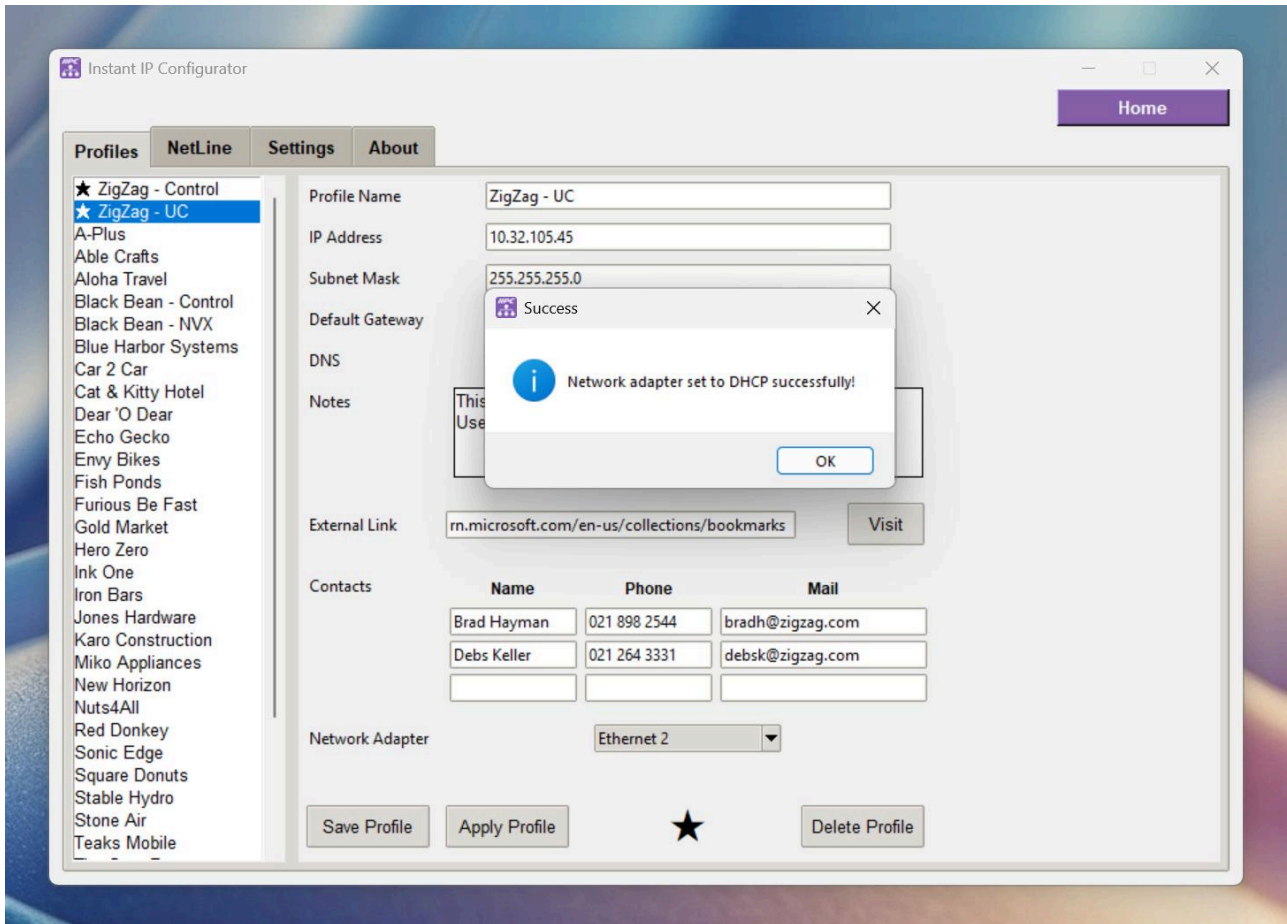 Instant IP Configurator
Home
Profiles NetLine Settings About
★ ZigZag - Control
★ ZigZag - UC
A-Plus
Able Crafts
Aloha Travel
Black Bean - Control
Black Bean - NVX
Blue Harbor Systems
Car 2 Car
Cat & Kitty Hotel
Dear 'O Dear
Echo Gecko
Envy Bikes
Fish Ponds
Furious Be Fast
Gold Market
Hero Zero
Ink One
Iron Bars
Jones Hardware
Karo Construction
Miko Appliances
New Horizon
Nuts4All
Red Donkey
Sonic Edge
Square Donuts
Stable Hydro
Stone Air
Teaks Mobile
Profile Name ZigZag - UC
IP Address 10.32.105.45
Subnet Mask 255.255.255.0
Default Gateway
DNS
Notes This
Use
Success
Network adapter set to DHCP successfully!
OK
External Link rn.microsoft.com/en-us/collections/bookmarks Visit
Contacts Name Phone Mail
Brad Hayman 021 898 2544 bradh@zigzag.com
Debs Keller 021 264 3331 debsk@zigzag.com
Network Adapter Ethernet 2
Save Profile Apply Profile ★ Delete Profile